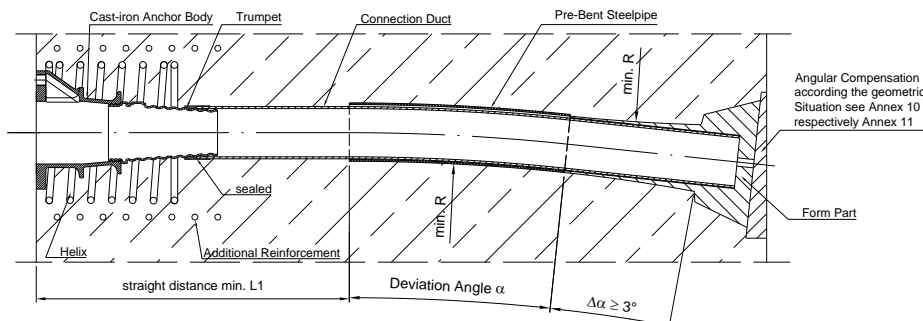 Cast-iron Anchor Body
Trumpet
Connection Duct
Pre-Bent Steelpipe
min. R
Angular Compensation
according the geometric
Situation see Annex 10
respectively Annex 11
sealed
min. R
Form Part
Helix
Additional Reinforcement
straight distance min. L1
Deviation Angle α
Δα ≥ 3°